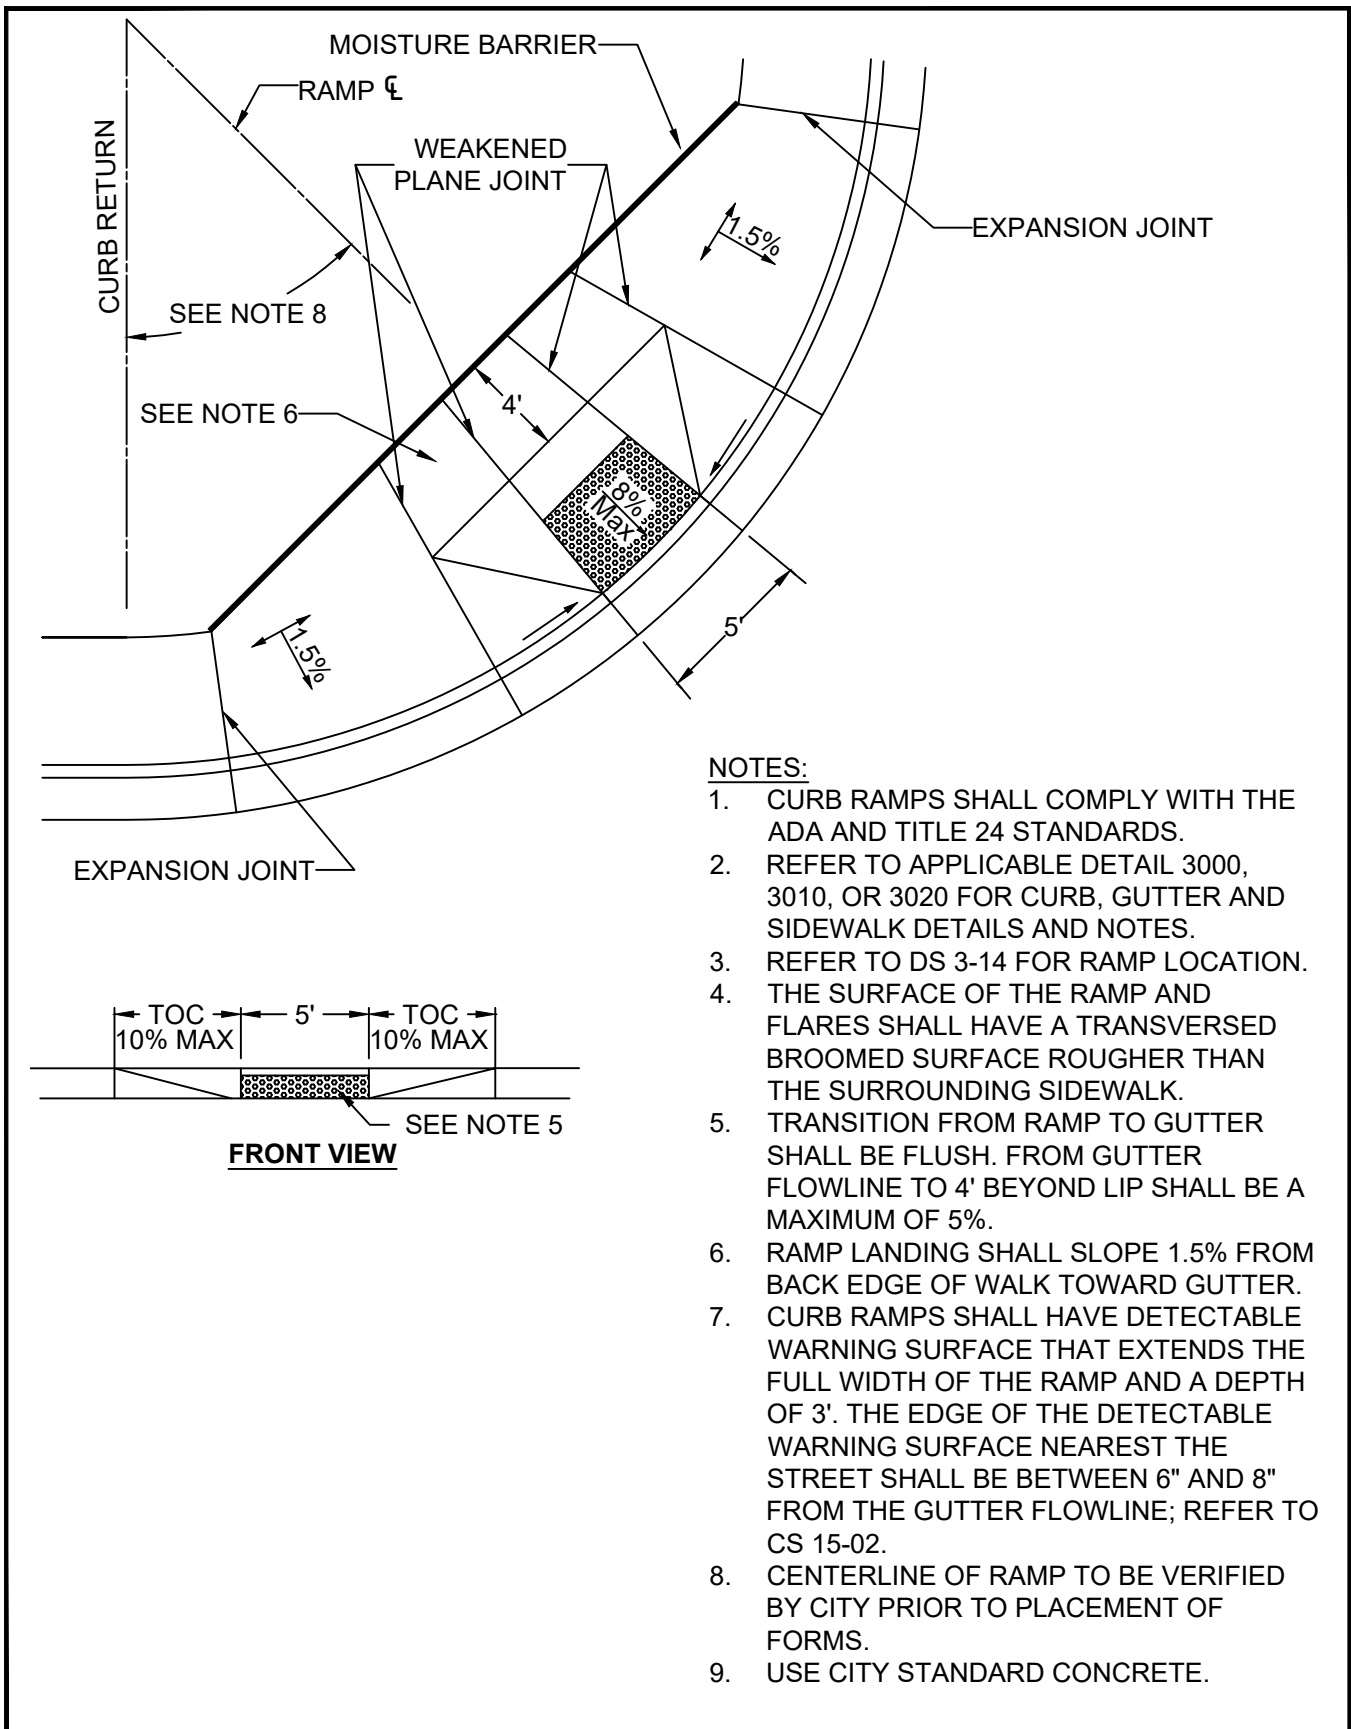 MOISTURE BARRIER
RAMP ℄
CURB RETURN
WEAKENED
PLANE JOINT
1.5%
EXPANSION JOINT
SEE NOTE 8
SEE NOTE 6
4'
8%
Max
5'
1.5%
EXPANSION JOINT
TOC
10% MAX
5'
TOC
10% MAX
SEE NOTE 5
FRONT VIEW
NOTES:
1. CURB RAMPS SHALL COMPLY WITH THE
ADA AND TITLE 24 STANDARDS.
2. REFER TO APPLICABLE DETAIL 3000,
3010, OR 3020 FOR CURB, GUTTER AND
SIDEWALK DETAILS AND NOTES.
3. REFER TO DS 3-14 FOR RAMP LOCATION.
4. THE SURFACE OF THE RAMP AND
FLARES SHALL HAVE A TRANSVERSED
BROOMED SURFACE ROUGHER THAN
THE SURROUNDING SIDEWALK.
5. TRANSITION FROM RAMP TO GUTTER
SHALL BE FLUSH. FROM GUTTER
FLOWLINE TO 4' BEYOND LIP SHALL BE A
MAXIMUM OF 5%.
6. RAMP LANDING SHALL SLOPE 1.5% FROM
BACK EDGE OF WALK TOWARD GUTTER.
7. CURB RAMPS SHALL HAVE DETECTABLE
WARNING SURFACE THAT EXTENDS THE
FULL WIDTH OF THE RAMP AND A DEPTH
OF 3'. THE EDGE OF THE DETECTABLE
WARNING SURFACE NEAREST THE
STREET SHALL BE BETWEEN 6" AND 8"
FROM THE GUTTER FLOWLINE; REFER TO
CS 15-02.
8. CENTERLINE OF RAMP TO BE VERIFIED
BY CITY PRIOR TO PLACEMENT OF
FORMS.
9. USE CITY STANDARD CONCRETE.